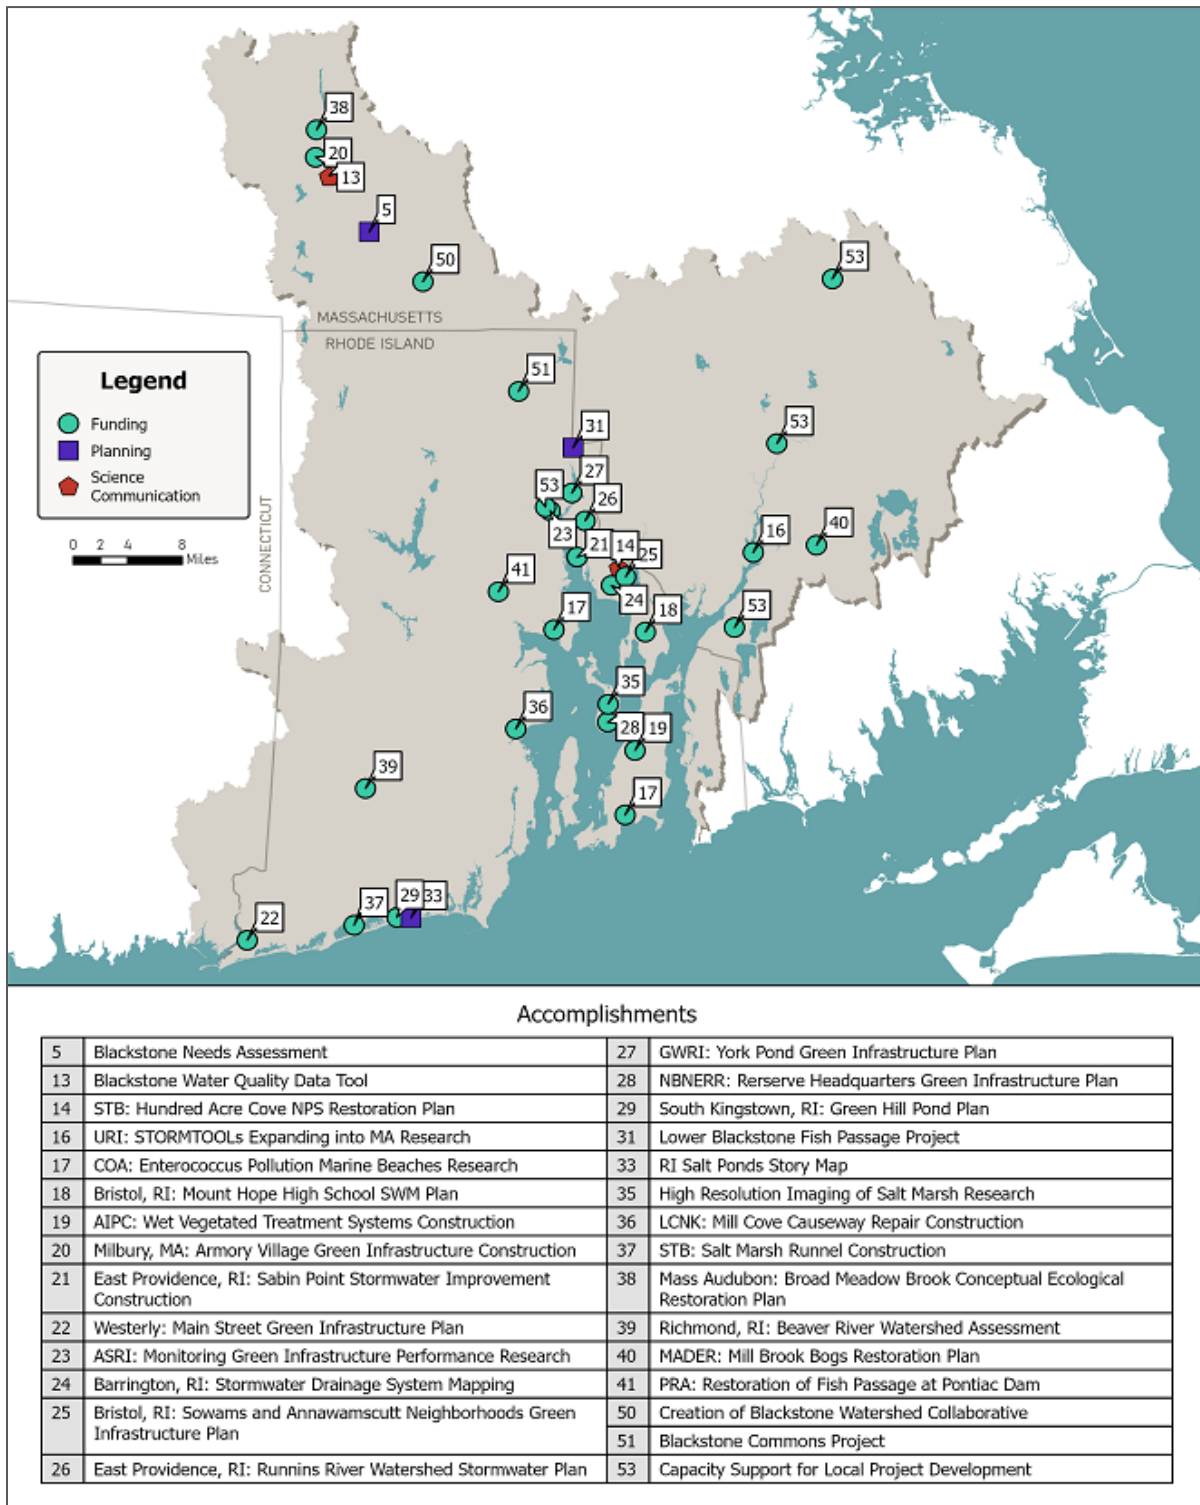 38
20
13
5
50
53
MASSACHUSETTS
RHODE ISLAND
51
Legend
Funding
Planning
Science
Communication
0 2 4 8
Miles
CONNECTICUT
31
53
27
53
26
23
21
14
25
16
40
41
24
17
18
53
35
36
28
19
39
17
37
29
33
22
Accomplishments
5 Blackstone Needs Assessment
13 Blackstone Water Quality Data Tool
14 STB: Hundred Acre Cove NPS Restoration Plan
16 URI: STORMTOOLs Expanding into MA Research
17 COA: Enterococcus Pollution Marine Beaches Research
18 Bristol, RI: Mount Hope High School SWM Plan
19 AIPC: Wet Vegetated Treatment Systems Construction
20 Milbury, MA: Armory Village Green Infrastructure Construction
21 East Providence, RI: Sabin Point Stormwater Improvement
Construction
22 Westerly: Main Street Green Infrastructure Plan
23 ASRI: Monitoring Green Infrastructure Performance Research
24 Barrington, RI: Stormwater Drainage System Mapping
25 Bristol, RI: Sowams and Annawamscutt Neighborhoods Green
Infrastructure Plan
26 East Providence, RI: Runnins River Watershed Stormwater Plan
27 GWRI: York Pond Green Infrastructure Plan
28 NBNERR: Rerserve Headquarters Green Infrastructure Plan
29 South Kingstown, RI: Green Hill Pond Plan
31 Lower Blackstone Fish Passage Project
33 RI Salt Ponds Story Map
35 High Resolution Imaging of Salt Marsh Research
36 LCNK: Mill Cove Causeway Repair Construction
37 STB: Salt Marsh Runnel Construction
38 Mass Audubon: Broad Meadow Brook Conceptual Ecological
Restoration Plan
39 Richmond, RI: Beaver River Watershed Assessment
40 MADER: Mill Brook Bogs Restoration Plan
41 PRA: Restoration of Fish Passage at Pontiac Dam
50 Creation of Blackstone Watershed Collaborative
51 Blackstone Commons Project
53 Capacity Support for Local Project Development